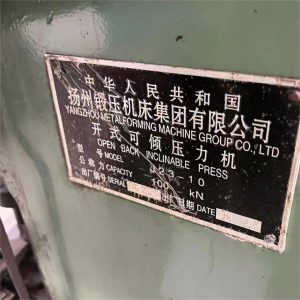 中华人民共和国
扬州锻压机床集团有限公司
YANGZHOU METALFORMING MACHINE GROUP CO., LTD
开式可倾压力机
OPEN BACK INCLINABLE PRESS
型号 MODEL J23-10
公称力 CAPACITY 100 kN
出厂编号 SERIAL 日期 DATE